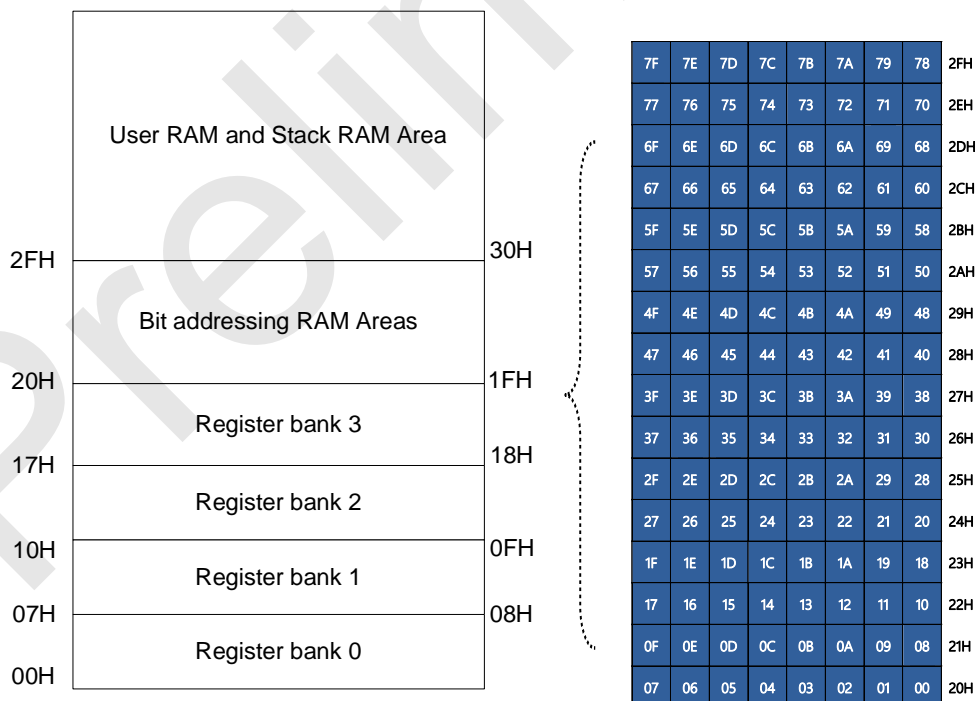 User RAM and Stack RAM Area
2FH
30H
Bit addressing RAM Areas
20H
1FH
Register bank 3
17H
18H
Register bank 2
10H
0FH
Register bank 1
07H
08H
Register bank 0
00H
7F 7E 7D 7C 7B 7A 79 78 2FH
77 76 75 74 73 72 71 70 2EH
6F 6E 6D 6C 6B 6A 69 68 2DH
67 66 65 64 63 62 61 60 2CH
5F 5E 5D 5C 5B 5A 59 58 2BH
57 56 55 54 53 52 51 50 2AH
4F 4E 4D 4C 4B 4A 49 48 29H
47 46 45 44 43 42 41 40 28H
3F 3E 3D 3C 3B 3A 39 38 27H
37 36 35 34 33 32 31 30 26H
2F 2E 2D 2C 2B 2A 29 28 25H
27 26 25 24 23 22 21 20 24H
1F 1E 1D 1C 1B 1A 19 18 23H
17 16 15 14 13 12 11 10 22H
0F 0E 0D 0C 0B 0A 09 08 21H
07 06 05 04 03 02 01 00 20H